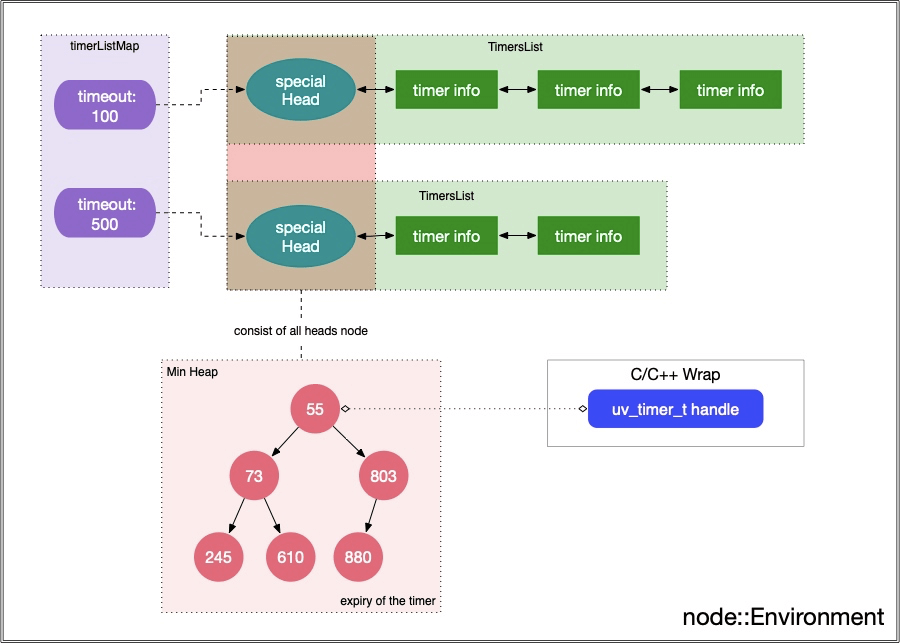 timerListMap
TimersList
timeout:
100
special
Head
timer info
timer info
timer info
timeout:
500
TimersList
special
Head
timer info
timer info
consist of all heads node
Min Heap
C/C++ Wrap
55
uv_timer_t handle
73
803
245
610
880
expiry of the timer
node::Environment